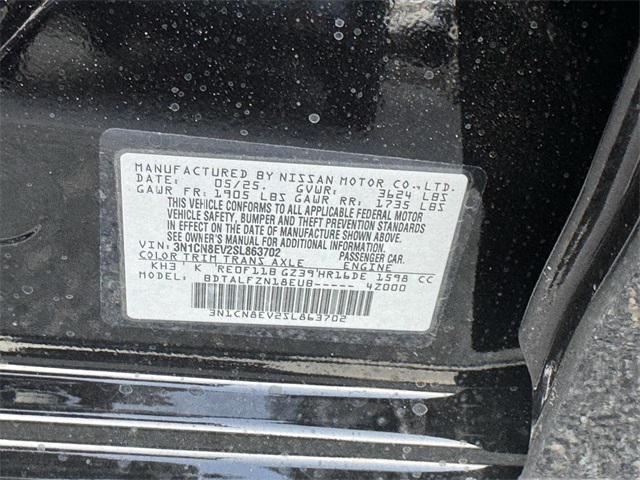 MANUFACTURED BY NISSAN MOTOR CO.,LTD.
DATE: 05/25. GVWR: 3624 LBS
GAWR FR: 1905 LBS GAWR RR: 1735 LBS
THIS VEHICLE CONFORMS TO ALL APPLICABLE FEDERAL MOTOR
VEHICLE SAFETY, BUMPER AND THEFT PREVENTION STANDARDS
IN EFFECT ON THE DATE OF MANUFACTURE SHOWN ABOVE.
SEE OWNER'S MANUAL FOR ADDITIONAL INFORMATION.
VIN: 3N1CN8EV2SL863702 PASSENGER CAR.
COLOR TRIM TRANS AXLE ENGINE
KH3 K RE0F11B GZ39 HR16DE 1598 CC
MODEL: BDTALFZN18EUB----- 4Z000
3N1CN8EV2SL863702